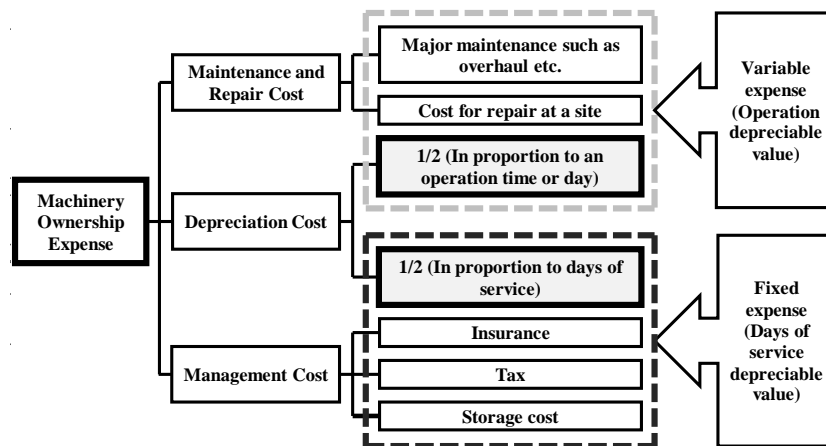 Machinery
Ownership
Expense
Maintenance and
Repair Cost
Depreciation Cost
Management Cost
Major maintenance such as
overhaul etc.
Cost for repair at a site
1/2 (In proportion to an
operation time or day)
1/2 (In proportion to days of
service)
Insurance
Tax
Storage cost
Variable
expense
(Operation
depreciable
value)
Fixed
expense
(Days of
service
depreciable
value)